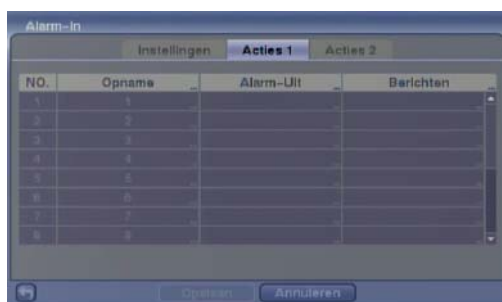 Alarm-In
Instellingen Acties 1 Acties 2
NO. Opname Alarm-Uit Berichten
1 1
2 2
3 3
4 4
5 5
6 6
7 7
8 8
Opslaan Annuleren